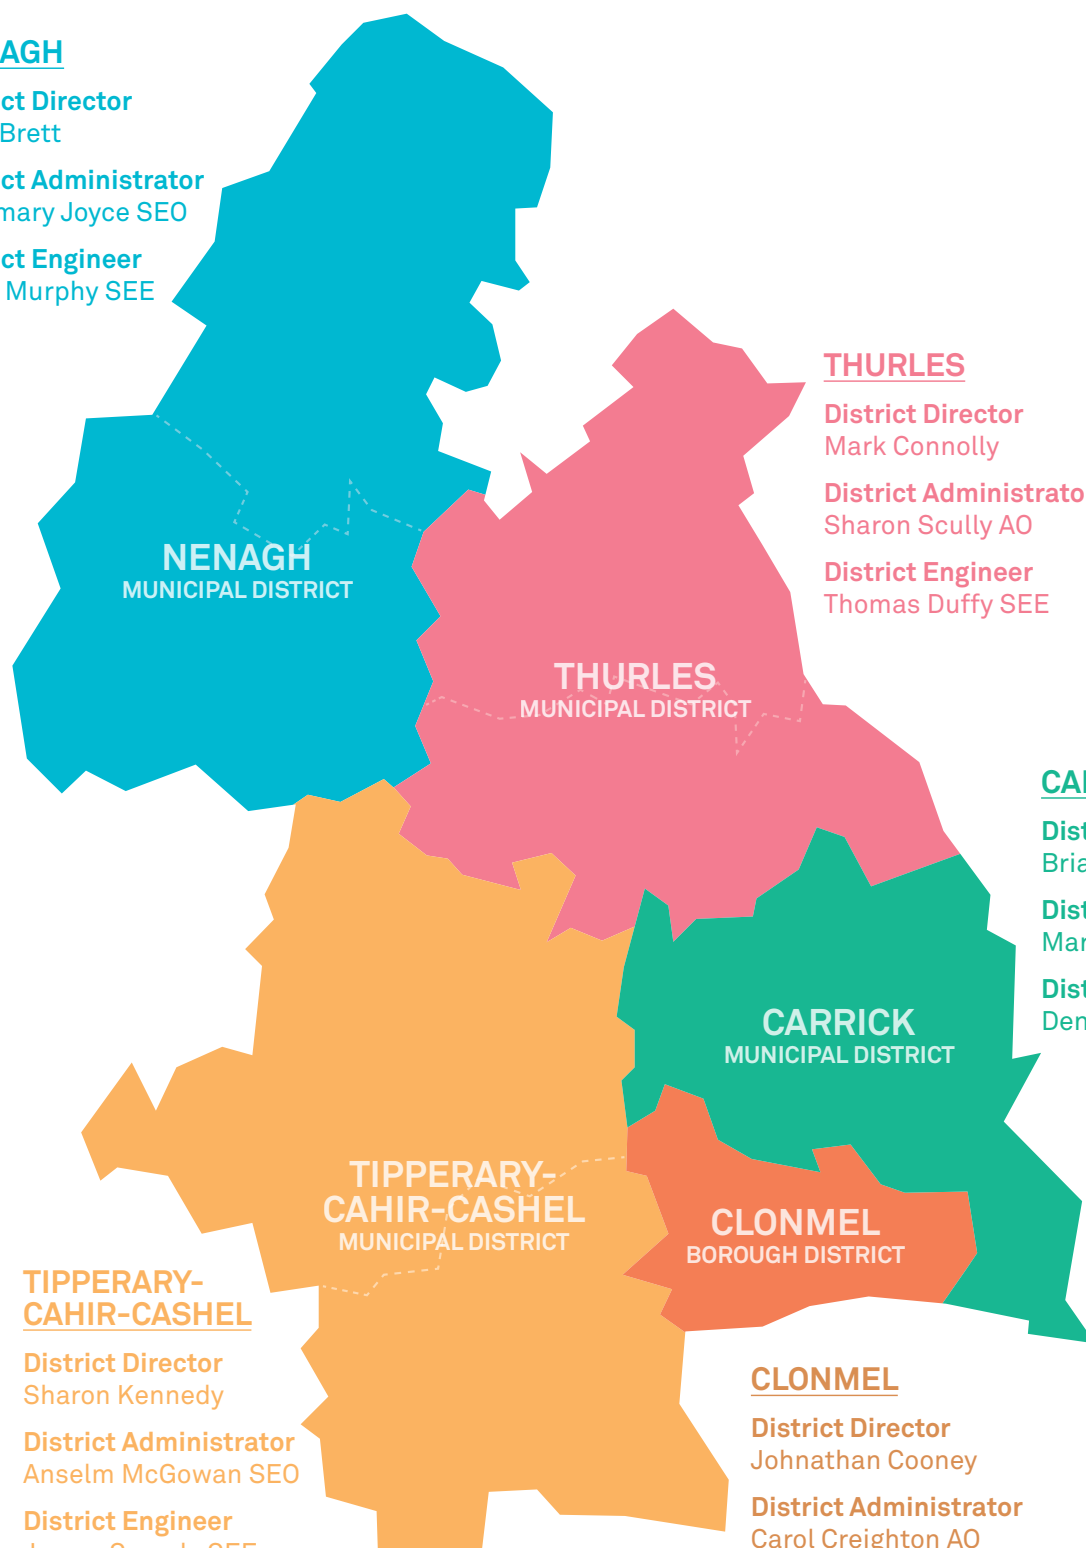 AGH
ct Director
Brett
ct Administrator
mary Joyce SEO
ct Engineer
Murphy SEE
THURLES
District Director
Mark Connolly
District Administrato
Sharon Scully AO
District Engineer
Thomas Duffy SEE
NENAGH
MUNICIPAL DISTRICT
THURLES
MUNICIPAL DISTRICT
CA
Dist
Bria
Dist
Mar
Dist
Den
CARRICK
MUNICIPAL DISTRICT
TIPPERARY-
CAHIR-CASHEL
MUNICIPAL DISTRICT
CLONMEL
BOROUGH DISTRICT
TIPPERARY-
CAHIR-CASHEL
District Director
Sharon Kennedy
District Administrator
Anselm McGowan SEO
District Engineer
CLONMEL
District Director
Johnathan Cooney
District Administrator
Carol Creighton AO